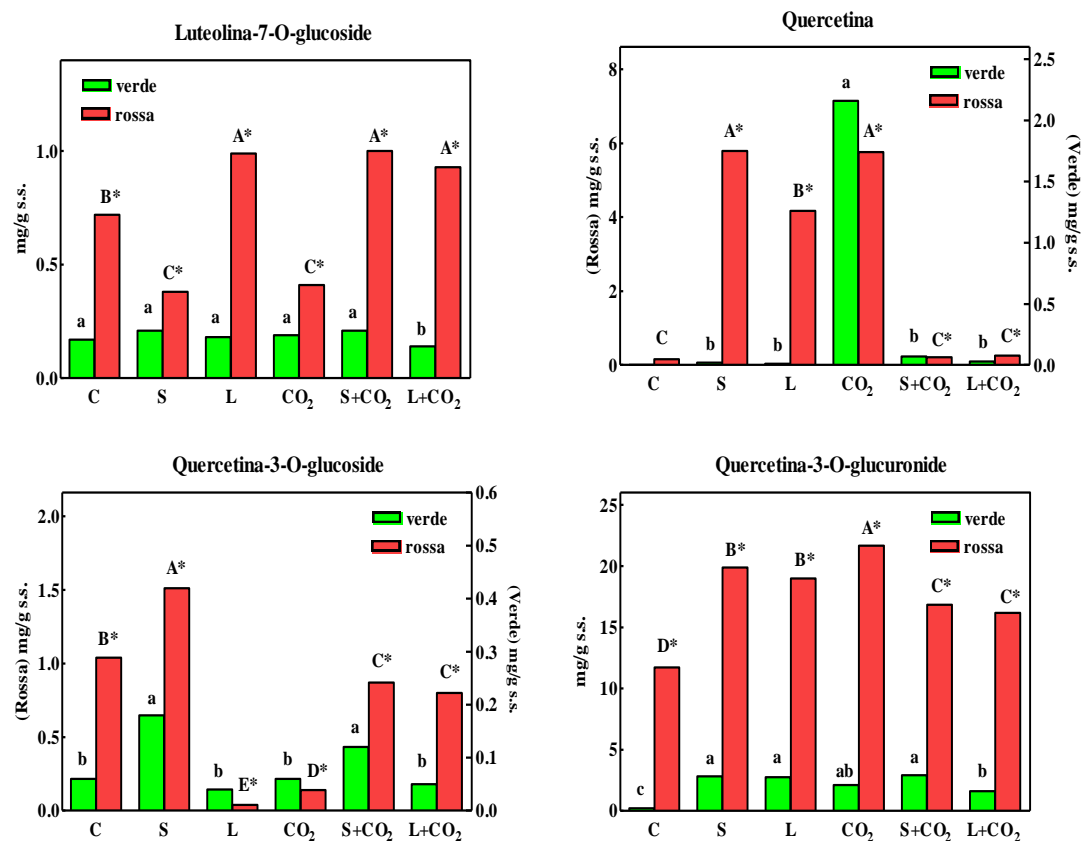 Luteolina-7-O-glucoside
verde
rossa
mg/g s.s.
1.0
0.5
0.0
a B* a C* a A* a C* a A* b A*
C S L CO₂ S+CO₂ L+CO₂
Quercetina
verde
rossa
(Rossa) mg/g s.s.
(Verde) mg/g s.s.
8
6
4
2
0
2.5
2.0
1.5
1.0
0.5
0.0
C b A* b B* a A* b C* b C*
C S L CO₂ S+CO₂ L+CO₂
Quercetina-3-O-glucoside
verde
rossa
(Rossa) mg/g s.s.
(Verde) mg/g s.s.
2.0
1.5
1.0
0.5
0.0
0.6
0.5
0.4
0.3
0.2
0.1
0.0
b B* a A* b E* b D* a C* b C*
C S L CO₂ S+CO₂ L+CO₂
Quercetina-3-O-glucuronide
verde
rossa
mg/g s.s.
25
20
15
10
5
0
c D* a B* a B* ab A* a C* b C*
C S L CO₂ S+CO₂ L+CO₂